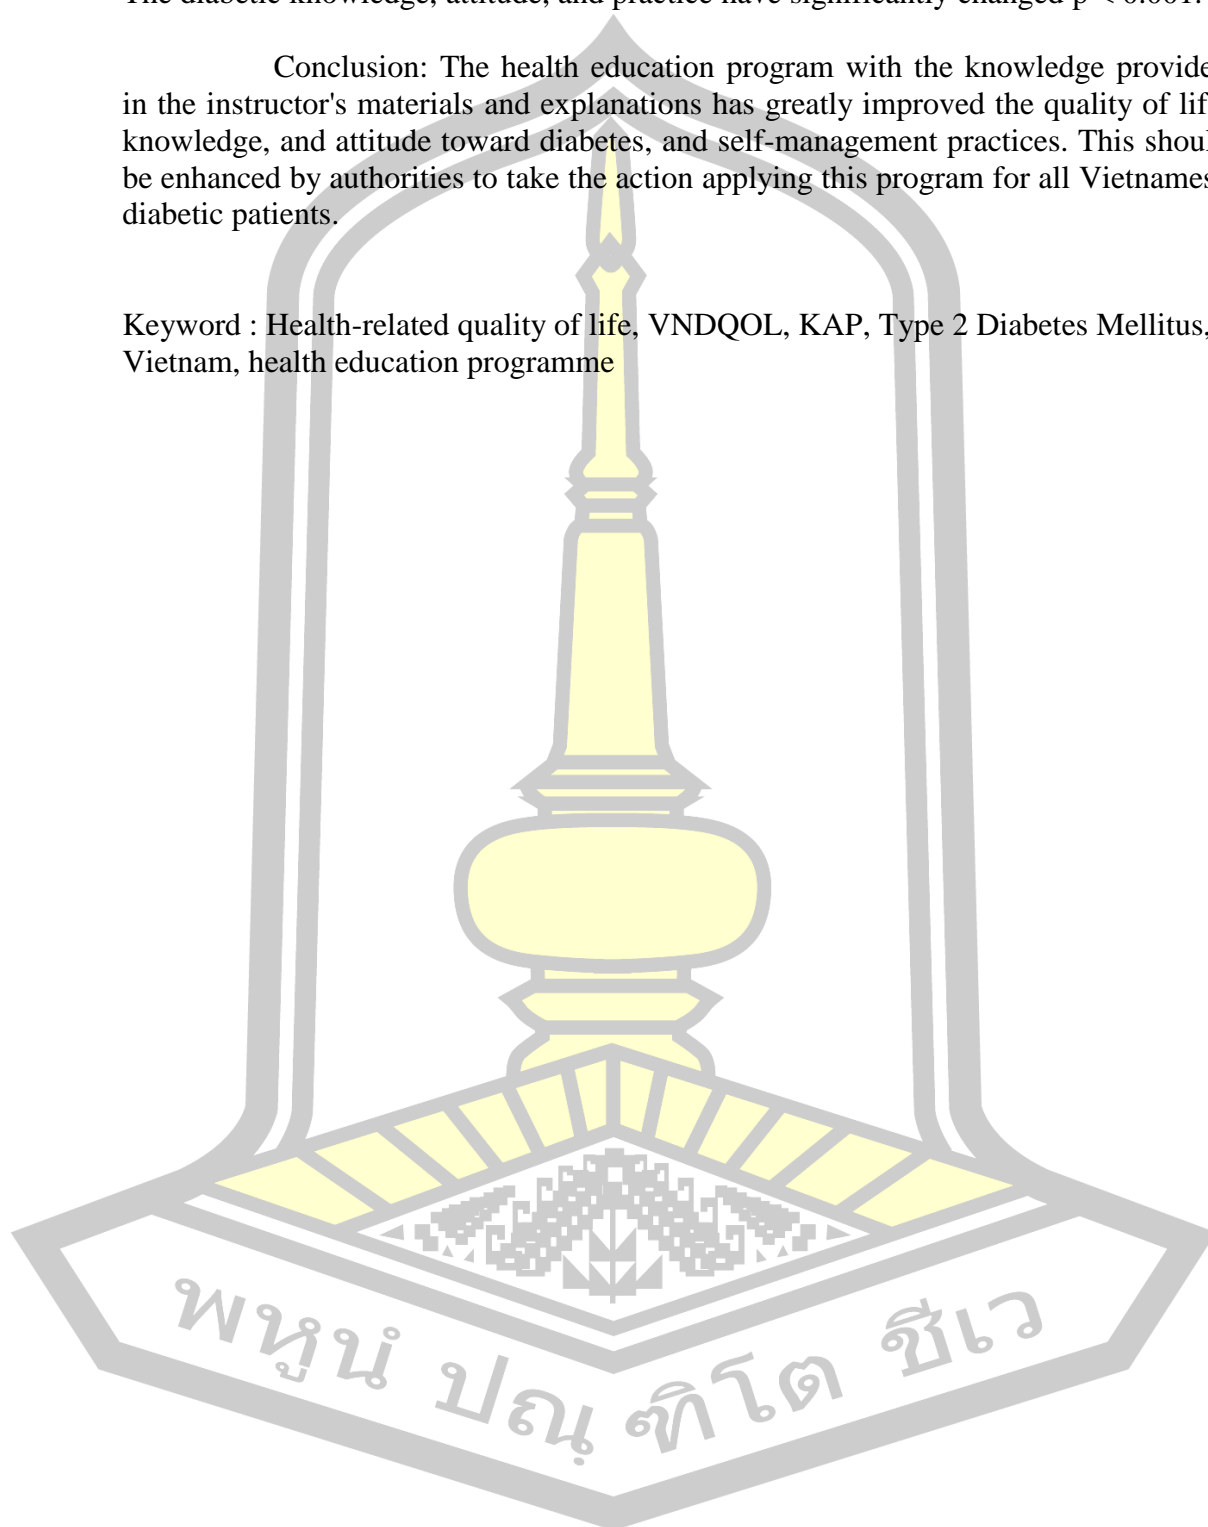 The diabetic knowledge, attitude, and practice have significantly changed p < 0.001.
Conclusion: The health education program with the knowledge provide
in the instructor's materials and explanations has greatly improved the quality of lif
knowledge, and attitude toward diabetes, and self-management practices. This shoul
be enhanced by authorities to take the action applying this program for all Vietnames
diabetic patients.
Keyword : Health-related quality of life, VNDQOL, KAP, Type 2 Diabetes Mellitus,
Vietnam, health education programme
พหูนํ ปณฺฑิโต ชีเว